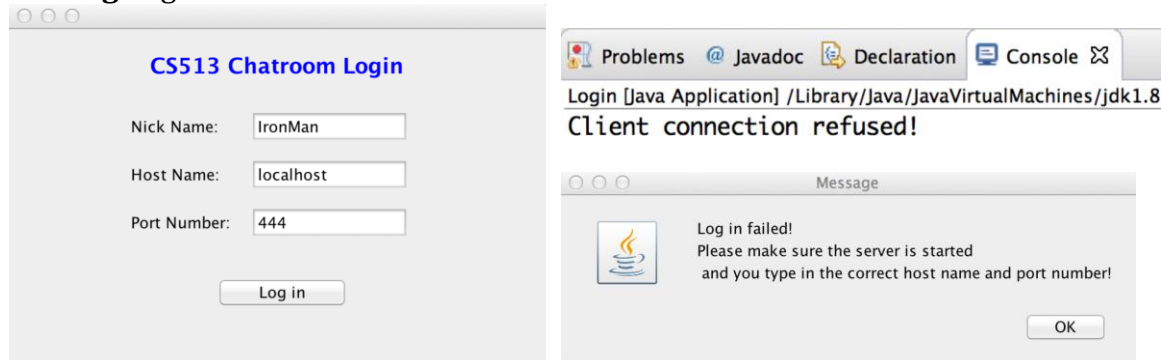 CS513 Chatroom Login
Nick Name: IronMan
Host Name: localhost
Port Number: 444
Log in
Problems @ Javadoc Declaration Console
Login [Java Application] /Library/Java/JavaVirtualMachines/jdk1.8
Client connection refused!
Message
Log in failed!
Please make sure the server is started
and you type in the correct host name and port number!
OK